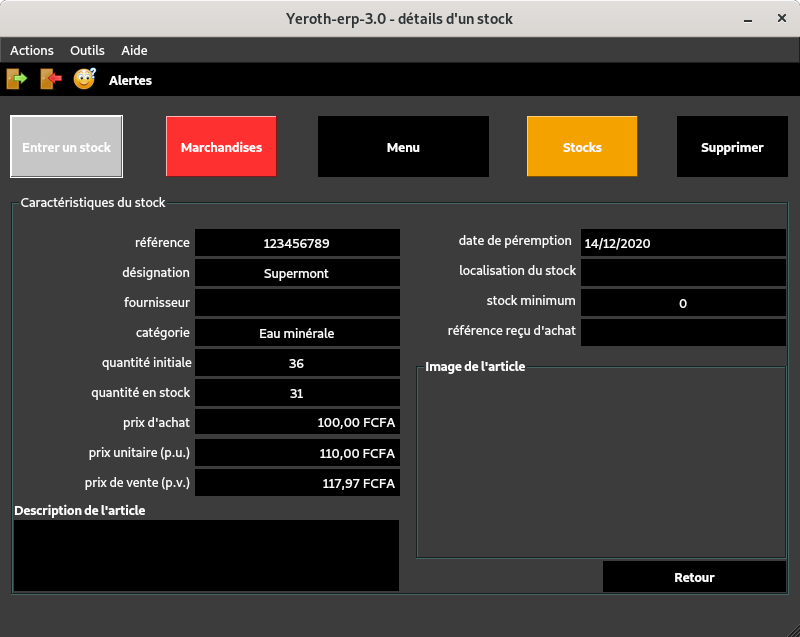 Yeroth-erp-3.0 - détails d'un stock
Actions Outils Aide
Alertes
Entrer un stock
Marchandises
Menu
Stocks
Supprimer
Caractéristiques du stock
référence 123456789
désignation Supermont
fournisseur
catégorie Eau minérale
quantité initiale 36
quantité en stock 31
prix d'achat 100,00 FCFA
prix unitaire (p.u.) 110,00 FCFA
prix de vente (p.v.) 117,97 FCFA
Description de l'article
date de péremption 14/12/2020
localisation du stock
stock minimum 0
référence reçu d'achat
Image de l'article
Retour